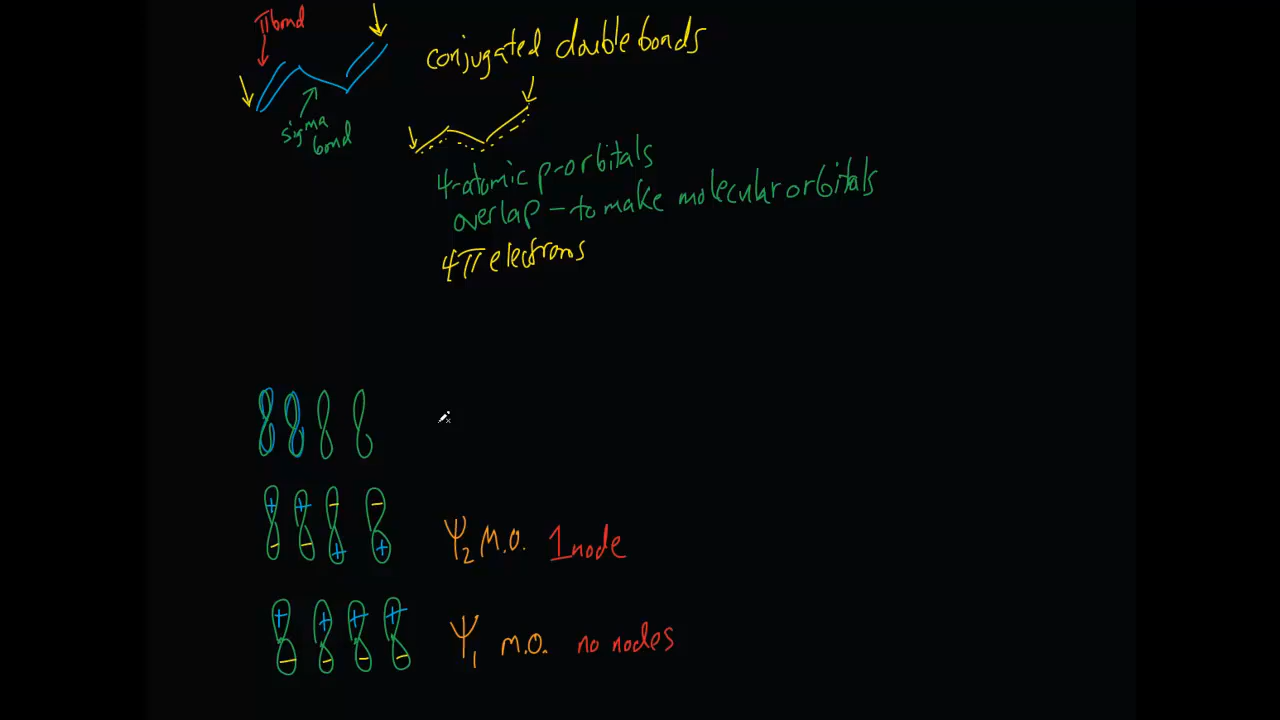 π bond
conjugated double bonds
sigma
bond
4-atomic p-orbitals
overlap - to make molecular orbitals
4π electrons
+ + - -
- - + +
Ψ2 M.O. 1 node
+ + + +
- - - -
Ψ1 M.O. no nodes